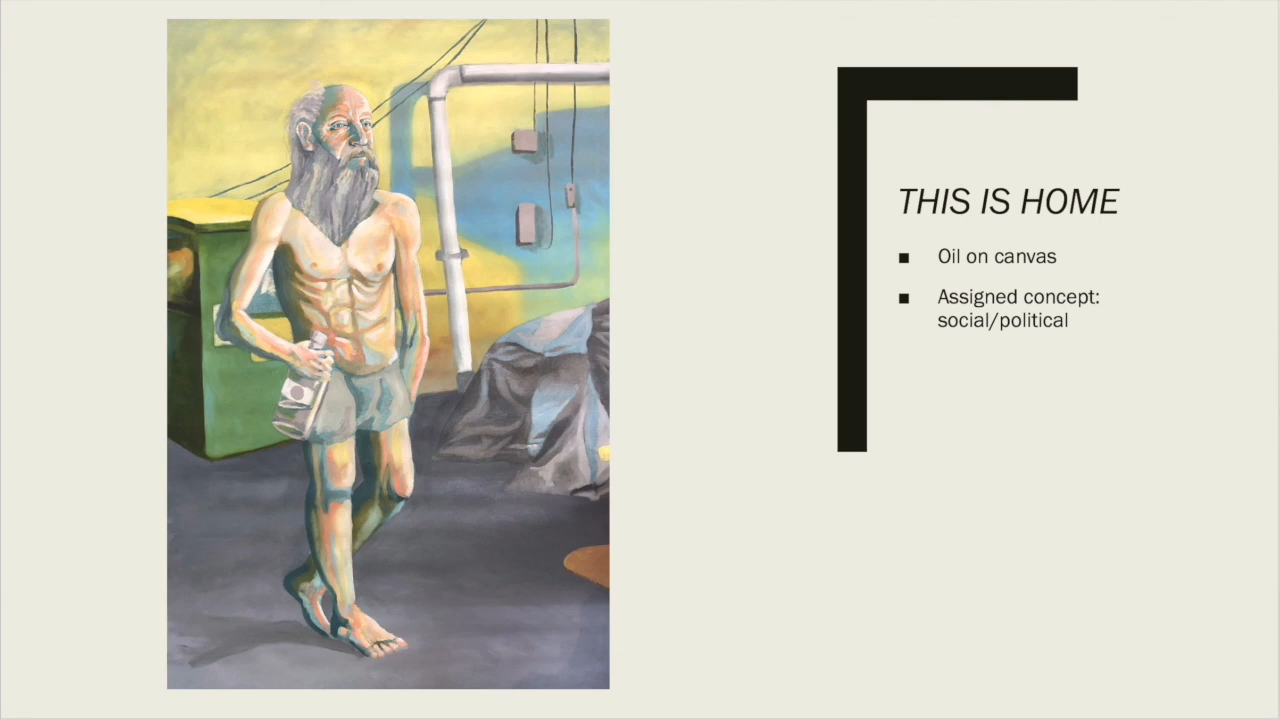 THIS IS HOME
■ Oil on canvas
■ Assigned concept:
social/political